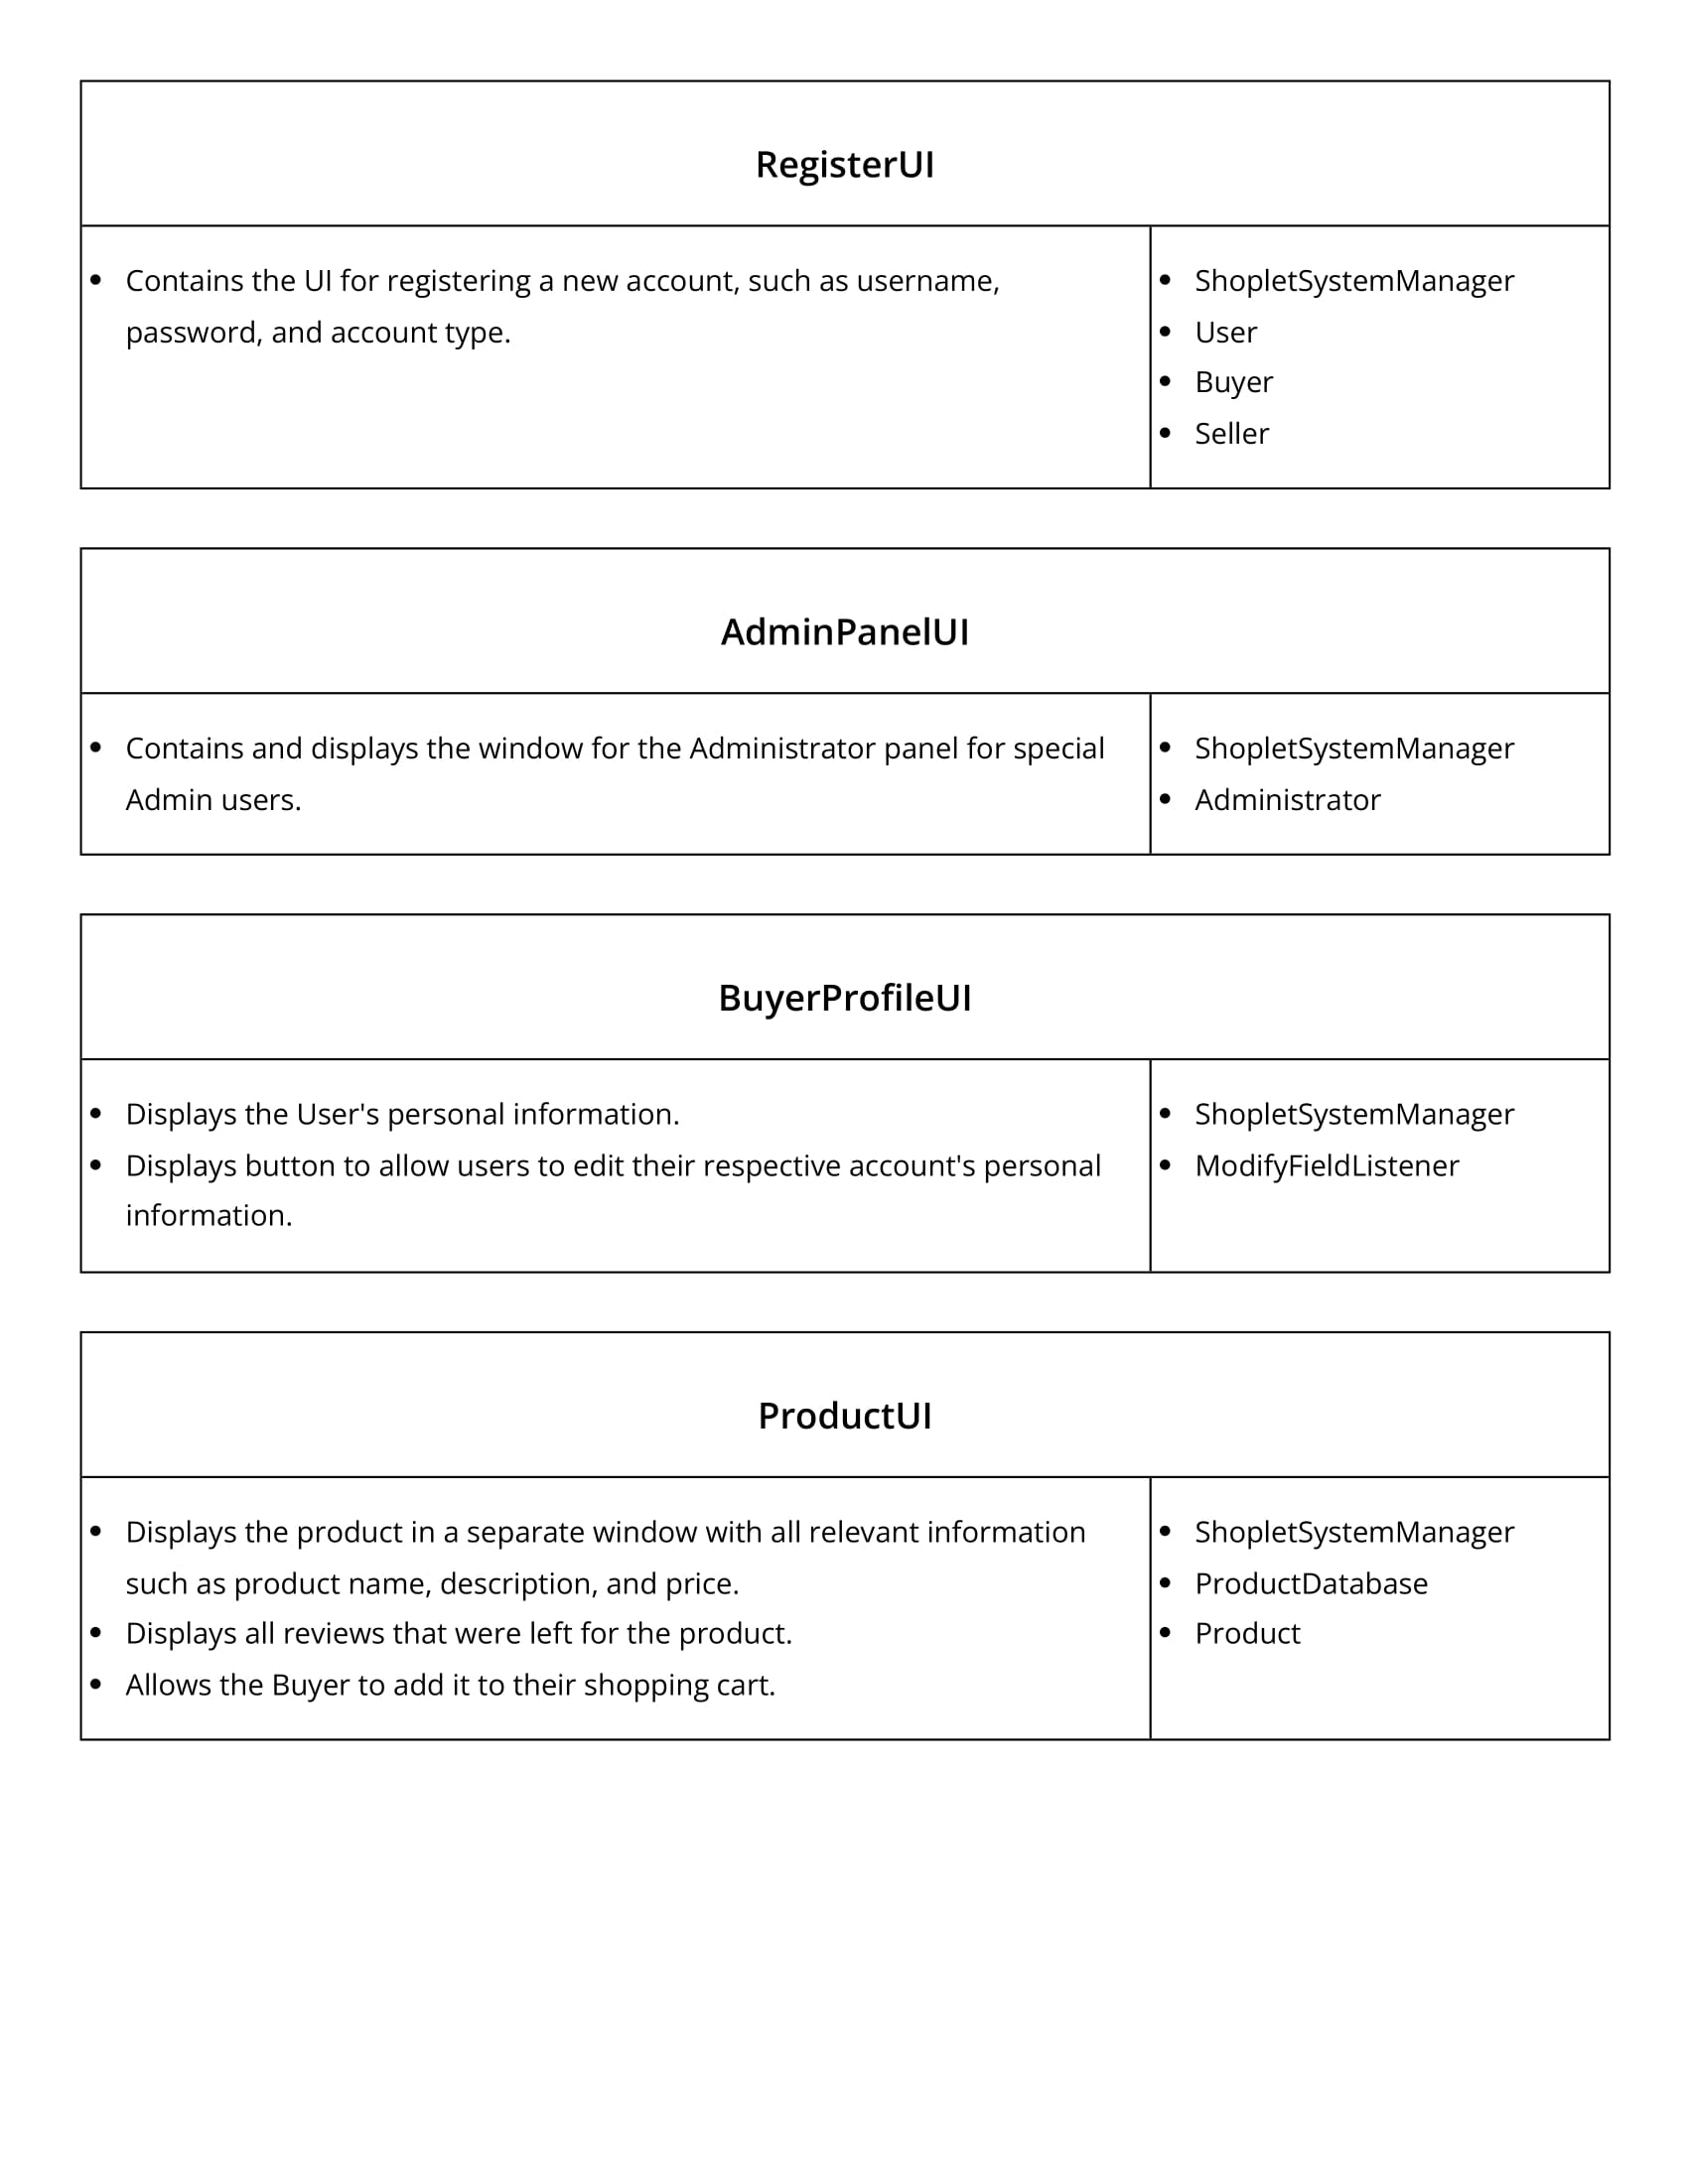 RegisterUI
• Contains the UI for registering a new account, such as username,
password, and account type.
• ShopletSystemManager
• User
• Buyer
• Seller
AdminPanelUI
• Contains and displays the window for the Administrator panel for special
Admin users.
• ShopletSystemManager
• Administrator
BuyerProfileUI
• Displays the User's personal information.
• Displays button to allow users to edit their respective account's personal
information.
• ShopletSystemManager
• ModifyFieldListener
ProductUI
• Displays the product in a separate window with all relevant information
such as product name, description, and price.
• Displays all reviews that were left for the product.
• Allows the Buyer to add it to their shopping cart.
• ShopletSystemManager
• ProductDatabase
• Product